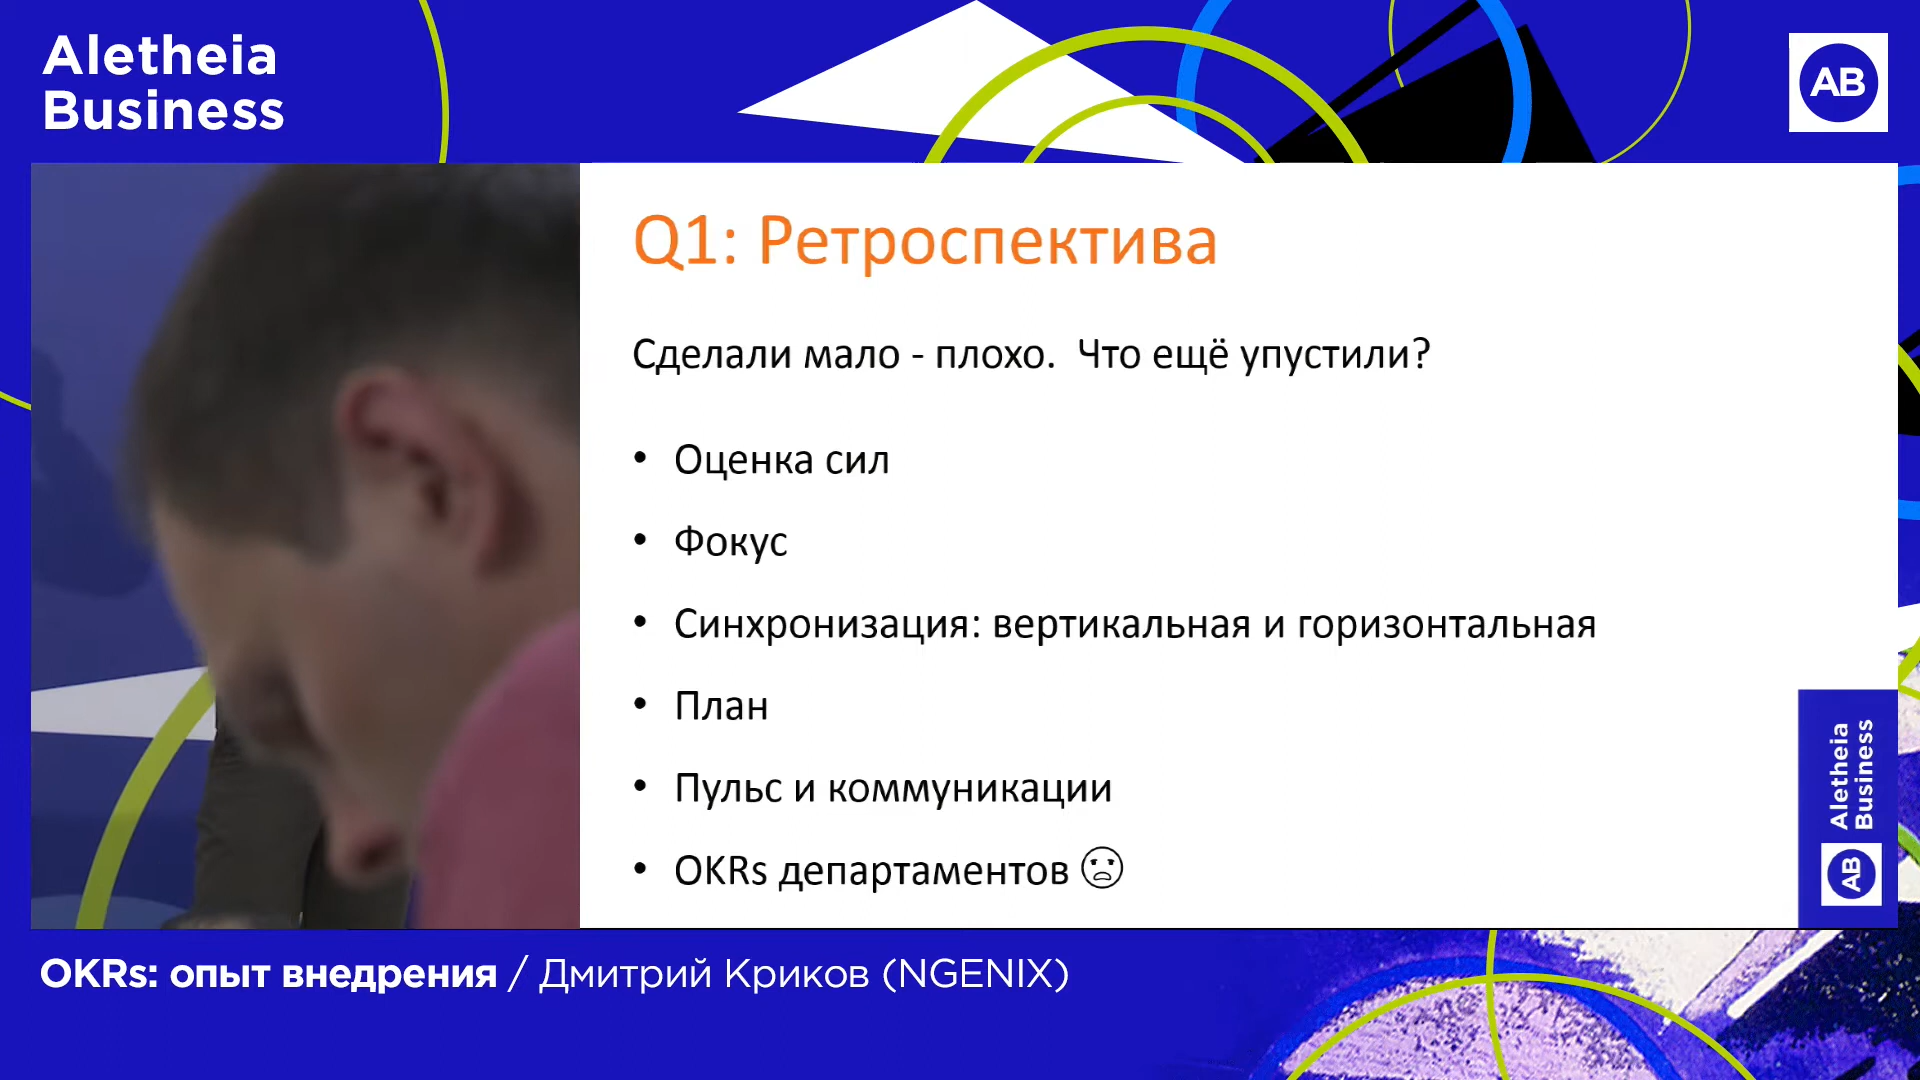 Aletheia
Business
AB
Q1: Ретроспектива
Сделали мало - плохо.  Что ещё упустили?
• Оценка сил
• Фокус
• Синхронизация: вертикальная и горизонтальная
• План
• Пульс и коммуникации
• OKRs департаментов
Aletheia
Business
AB
OKRs: опыт внедрения / Дмитрий Криков (NGENIX)